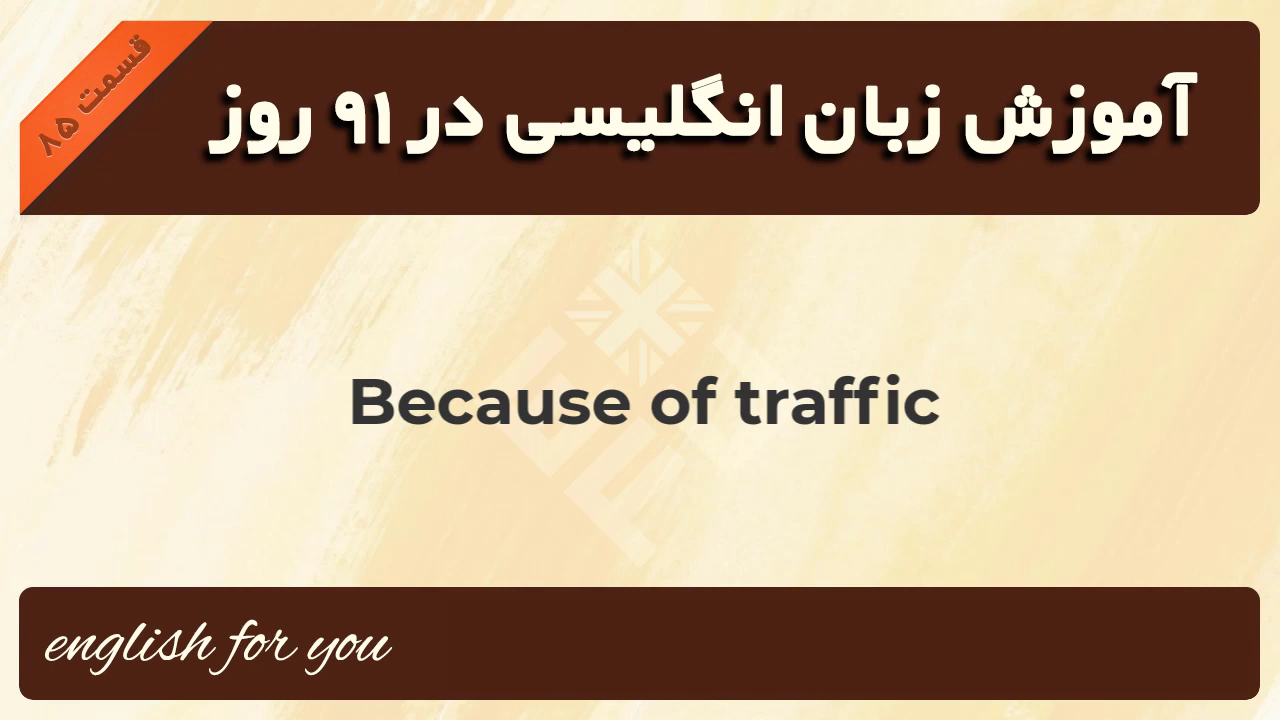 قسمت ۸۵
آموزش زبان انگلیسی در ۹۱ روز
Because of traffic
english for you